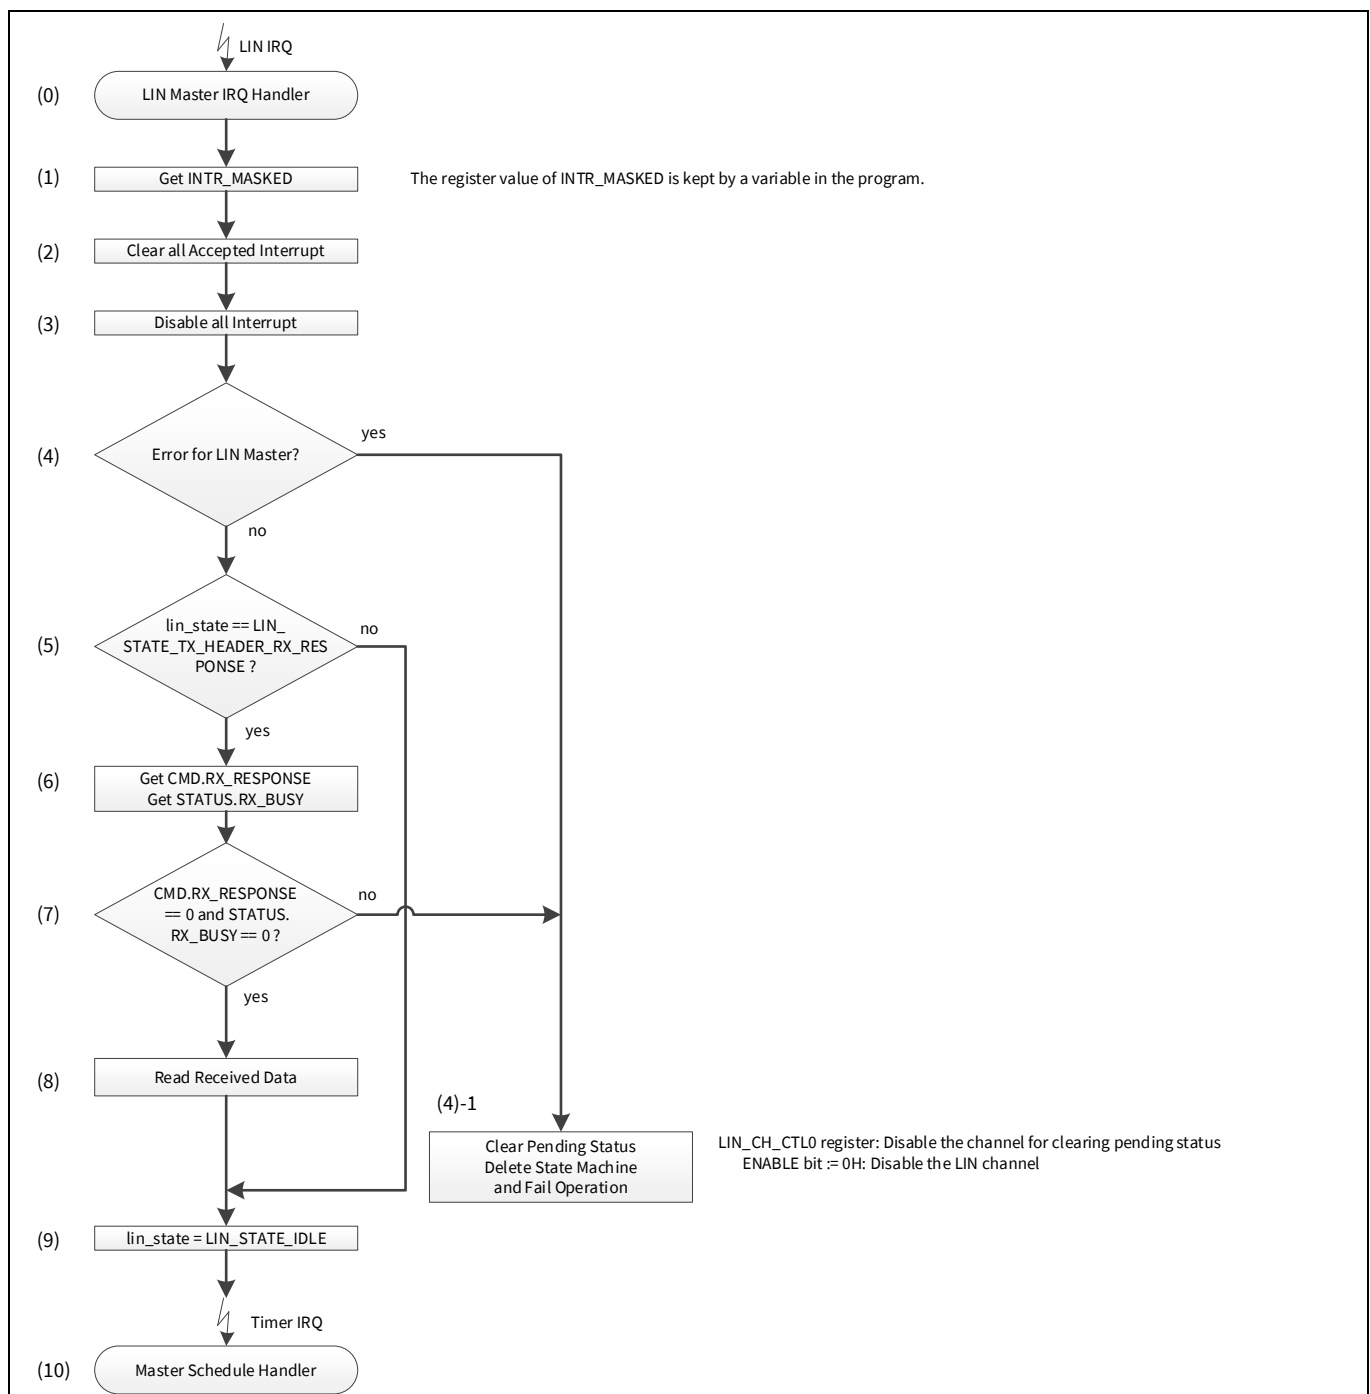 LIN IRQ
(0)
LIN Master IRQ Handler
(1)
Get INTR_MASKED
The register value of INTR_MASKED is kept by a variable in the program.
(2)
Clear all Accepted Interrupt
(3)
Disable all Interrupt
(4)
Error for LIN Master?
yes
no
(5)
lin_state == LIN_
STATE_TX_HEADER_RX_RES
PONSE ?
no
yes
(6)
Get CMD.RX_RESPONSE
Get STATUS.RX_BUSY
(7)
CMD.RX_RESPONSE
== 0 and STATUS.
RX_BUSY == 0 ?
no
yes
(8)
Read Received Data
(4)-1
Clear Pending Status
Delete State Machine
and Fail Operation
LIN_CH_CTL0 register: Disable the channel for clearing pending status
ENABLE bit := 0H: Disable the LIN channel
(9)
lin_state = LIN_STATE_IDLE
Timer IRQ
(10)
Master Schedule Handler